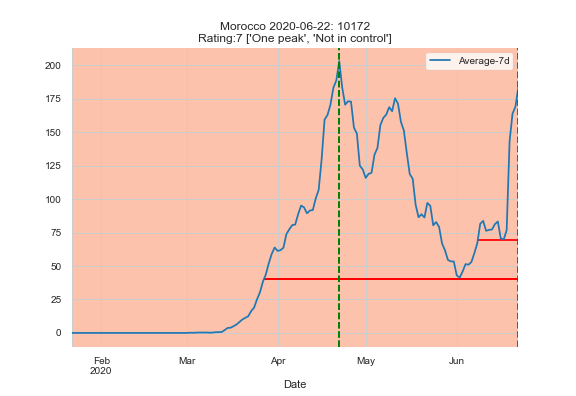 Morocco 2020-06-22: 10172
Rating:7 ['One peak', 'Not in control']
Average-7d
200
175
150
125
100
75
50
25
0
Feb
2020
Mar
Apr
May
Jun
Date